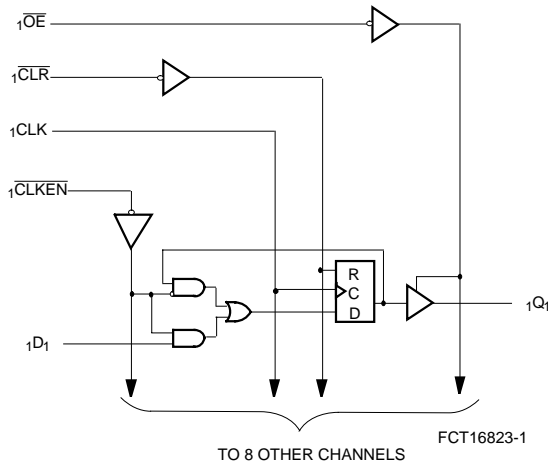 1OE
1CLR
1CLK
1CLKEN
R
C
D
1D1
1Q1
FCT16823-1
TO 8 OTHER CHANNELS